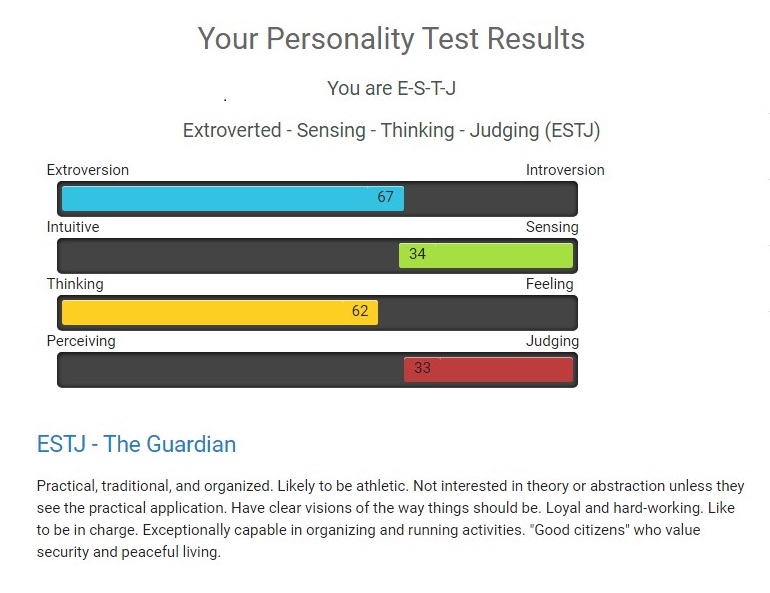 Your Personality Test Results
You are E-S-T-J
Extroverted - Sensing - Thinking - Judging (ESTJ)
Extroversion Introversion
67
Intuitive Sensing
34
Thinking Feeling
62
Perceiving Judging
33
ESTJ - The Guardian
Practical, traditional, and organized. Likely to be athletic. Not interested in theory or abstraction unless they
see the practical application. Have clear visions of the way things should be. Loyal and hard-working. Like
to be in charge. Exceptionally capable in organizing and running activities. "Good citizens" who value
security and peaceful living.